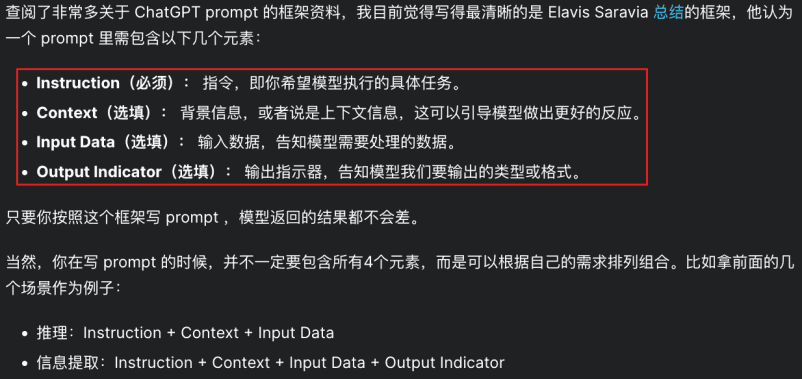 查阅了非常多关于 ChatGPT prompt 的框架资料，我目前觉得写得最清晰的是 Elavis Saravia 总结的框架，他认为
一个 prompt 里需包含以下几个元素：
• Instruction（必须）： 指令，即你希望模型执行的具体任务。
• Context（选填）： 背景信息，或者说是上下文信息，这可以引导模型做出更好的反应。
• Input Data（选填）： 输入数据，告知模型需要处理的数据。
• Output Indicator（选填）： 输出指示器，告知模型我们要输出的类型或格式。
只要你按照这个框架写 prompt ，模型返回的结果都不会差。
当然，你在写 prompt 的时候，并不一定要包含所有4个元素，而是可以根据自己的需求排列组合。比如拿前面的几
个场景作为例子：
• 推理：Instruction + Context + Input Data
• 信息提取：Instruction + Context + Input Data + Output Indicator